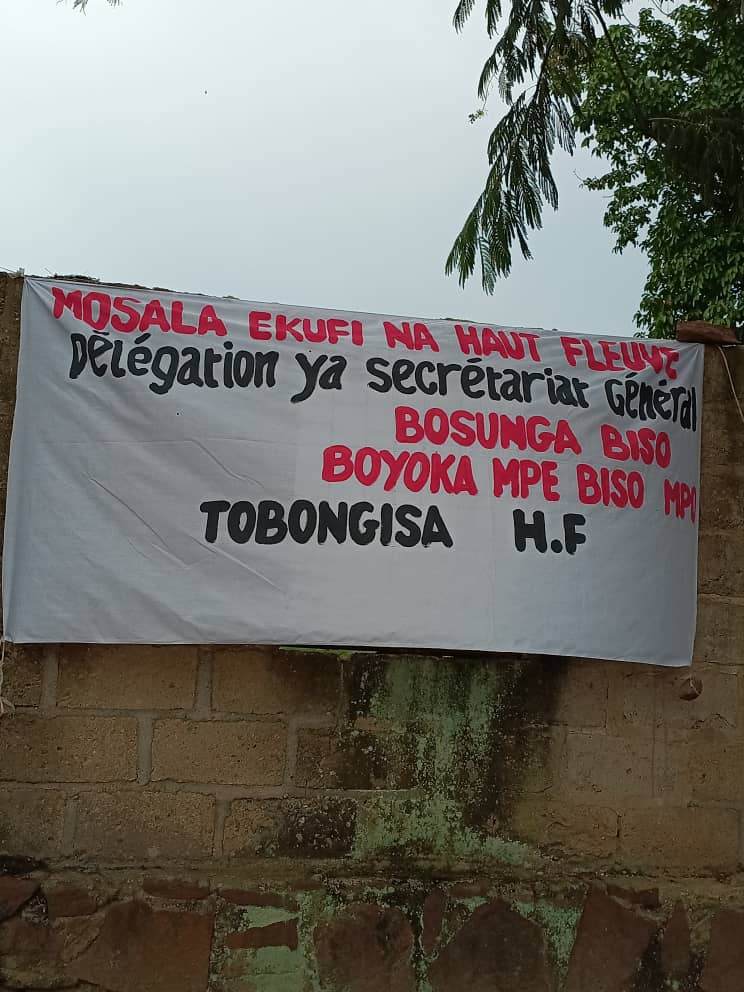 MOSALA EKUFI NA HAUT FLEUVE
Délégation ya secrétariat Général
BOSUNGA BISO
BOYOKA MPE BISO MPO
TOBONGISA H.F